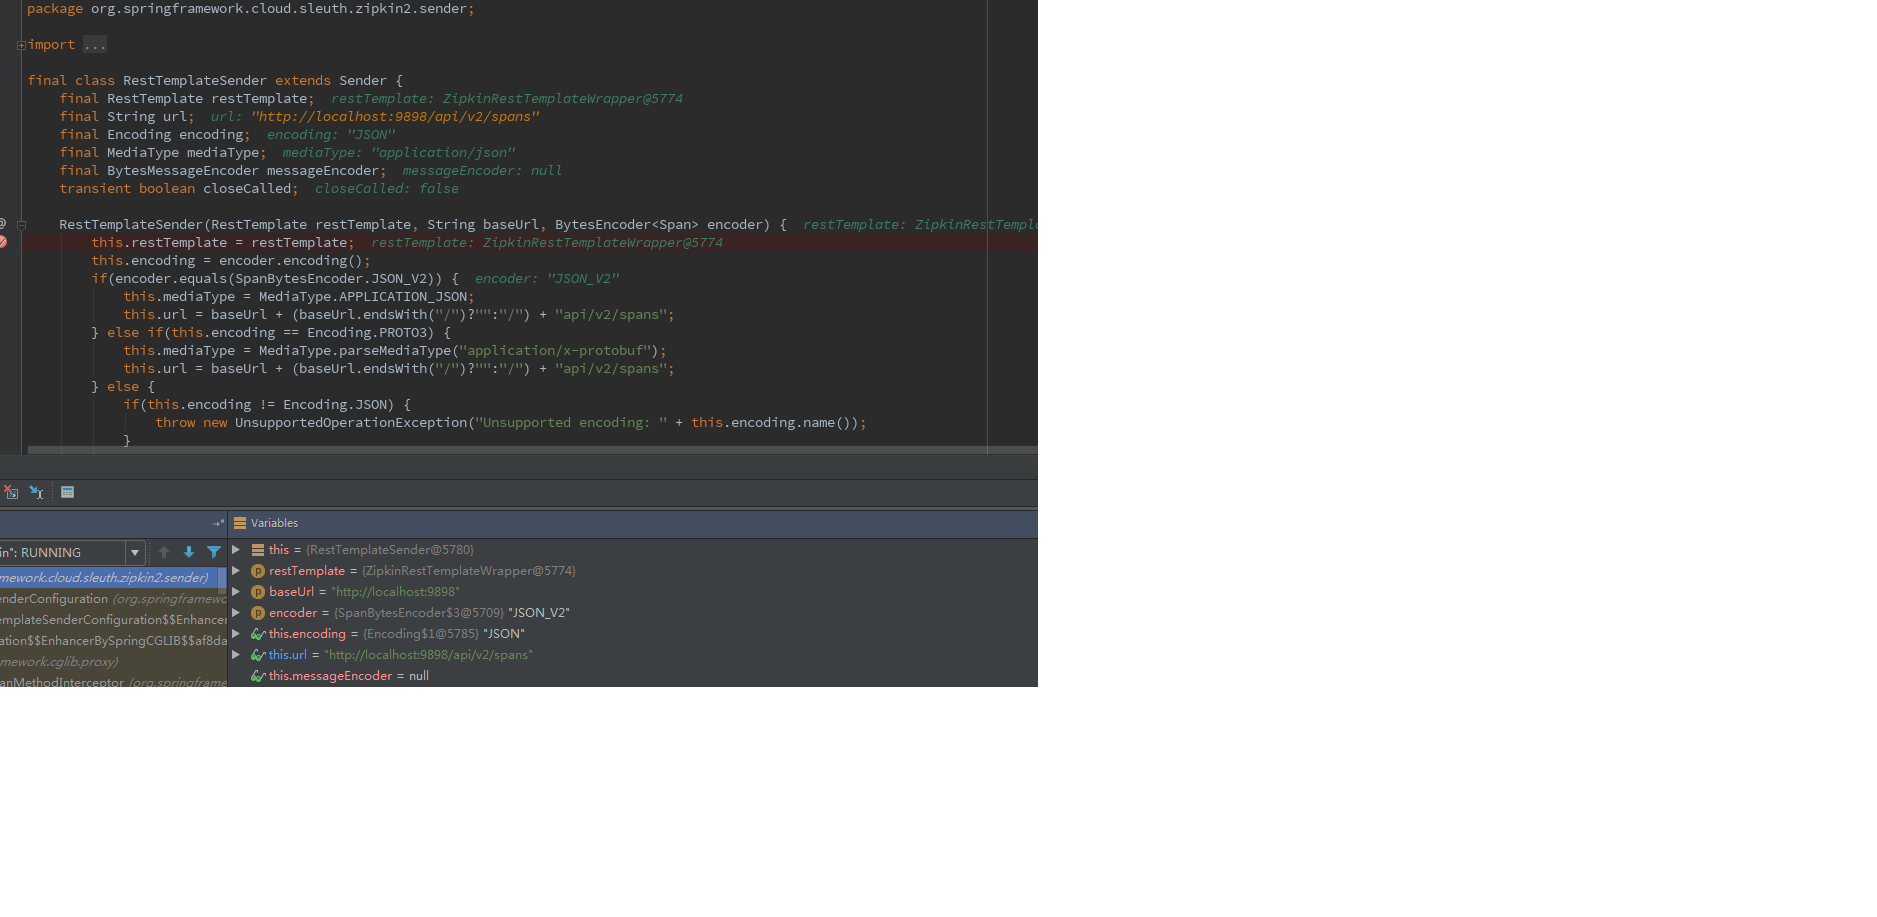 package org.springframework.cloud.sleuth.zipkin2.sender;
import ...
final class RestTemplateSender extends Sender {
final RestTemplate restTemplate; restTemplate: ZipkinRestTemplateWrapper@5774
final String url; url: "http://localhost:9898/api/v2/spans"
final Encoding encoding; encoding: "JSON"
final MediaType mediaType; mediaType: "application/json"
final BytesMessageEncoder messageEncoder; messageEncoder: null
transient boolean closeCalled; closeCalled: false
RestTemplateSender(RestTemplate restTemplate, String baseUrl, BytesEncoder<Span> encoder) { restTemplate: ZipkinRestTempl
this.restTemplate = restTemplate; restTemplate: ZipkinRestTemplateWrapper@5774
this.encoding = encoder.encoding();
if(encoder.equals(SpanBytesEncoder.JSON_V2)) { encoder: "JSON_V2"
this.mediaType = MediaType.APPLICATION_JSON;
this.url = baseUrl + (baseUrl.endsWith("/")?"":"/") + "api/v2/spans";
} else if(this.encoding == Encoding.PROTO3) {
this.mediaType = MediaType.parseMediaType("application/x-protobuf");
this.url = baseUrl + (baseUrl.endsWith("/")?"":"/") + "api/v2/spans";
} else {
if(this.encoding != Encoding.JSON) {
throw new UnsupportedOperationException("Unsupported encoding: " + this.encoding.name());
}
Variables
in": RUNNING
mework.cloud.sleuth.zipkin2.sender)
enderConfiguration (org.springframewo
emplateSenderConfiguration$$Enhancer
ation$$EnhancerBySpringCGLIB$$af8da
mework.cglib.proxy)
anMethodInterceptor (org.springframe
this = {RestTemplateSender@5780}
restTemplate = {ZipkinRestTemplateWrapper@5774}
baseUrl = "http://localhost:9898"
encoder = {SpanBytesEncoder$3@5709} "JSON_V2"
this.encoding = {Encoding$1@5785} "JSON"
this.url = "http://localhost:9898/api/v2/spans"
this.messageEncoder = null